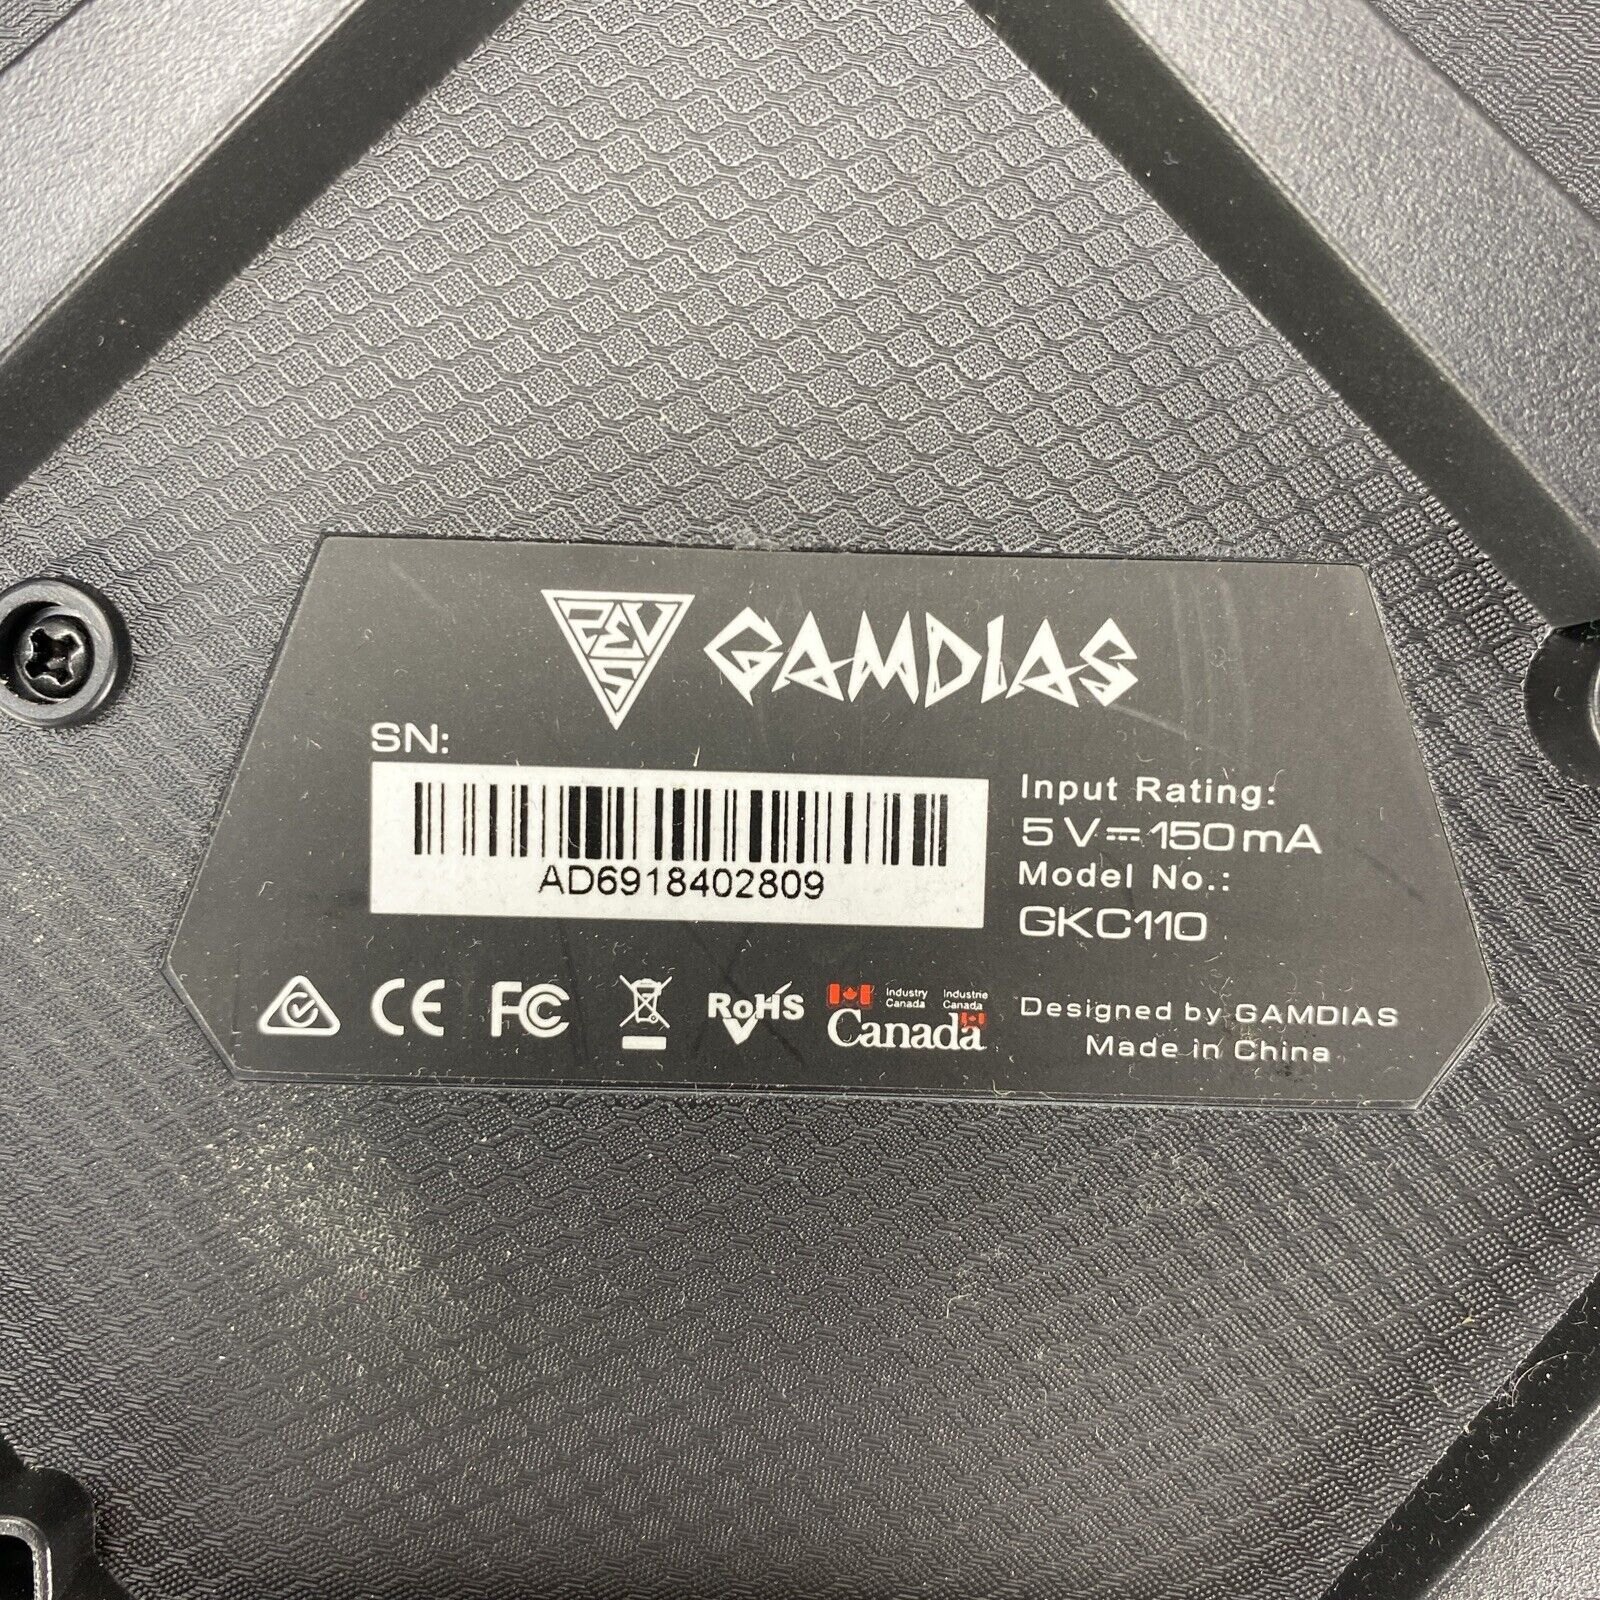 GAMDIAS
SN:
AD6918402809
Input Rating:
5V⎓150mA
Model No.:
GKC110
CE FC RoHS
Industry Canada Industrie Canada
Canada
Designed by GAMDIAS
Made in China